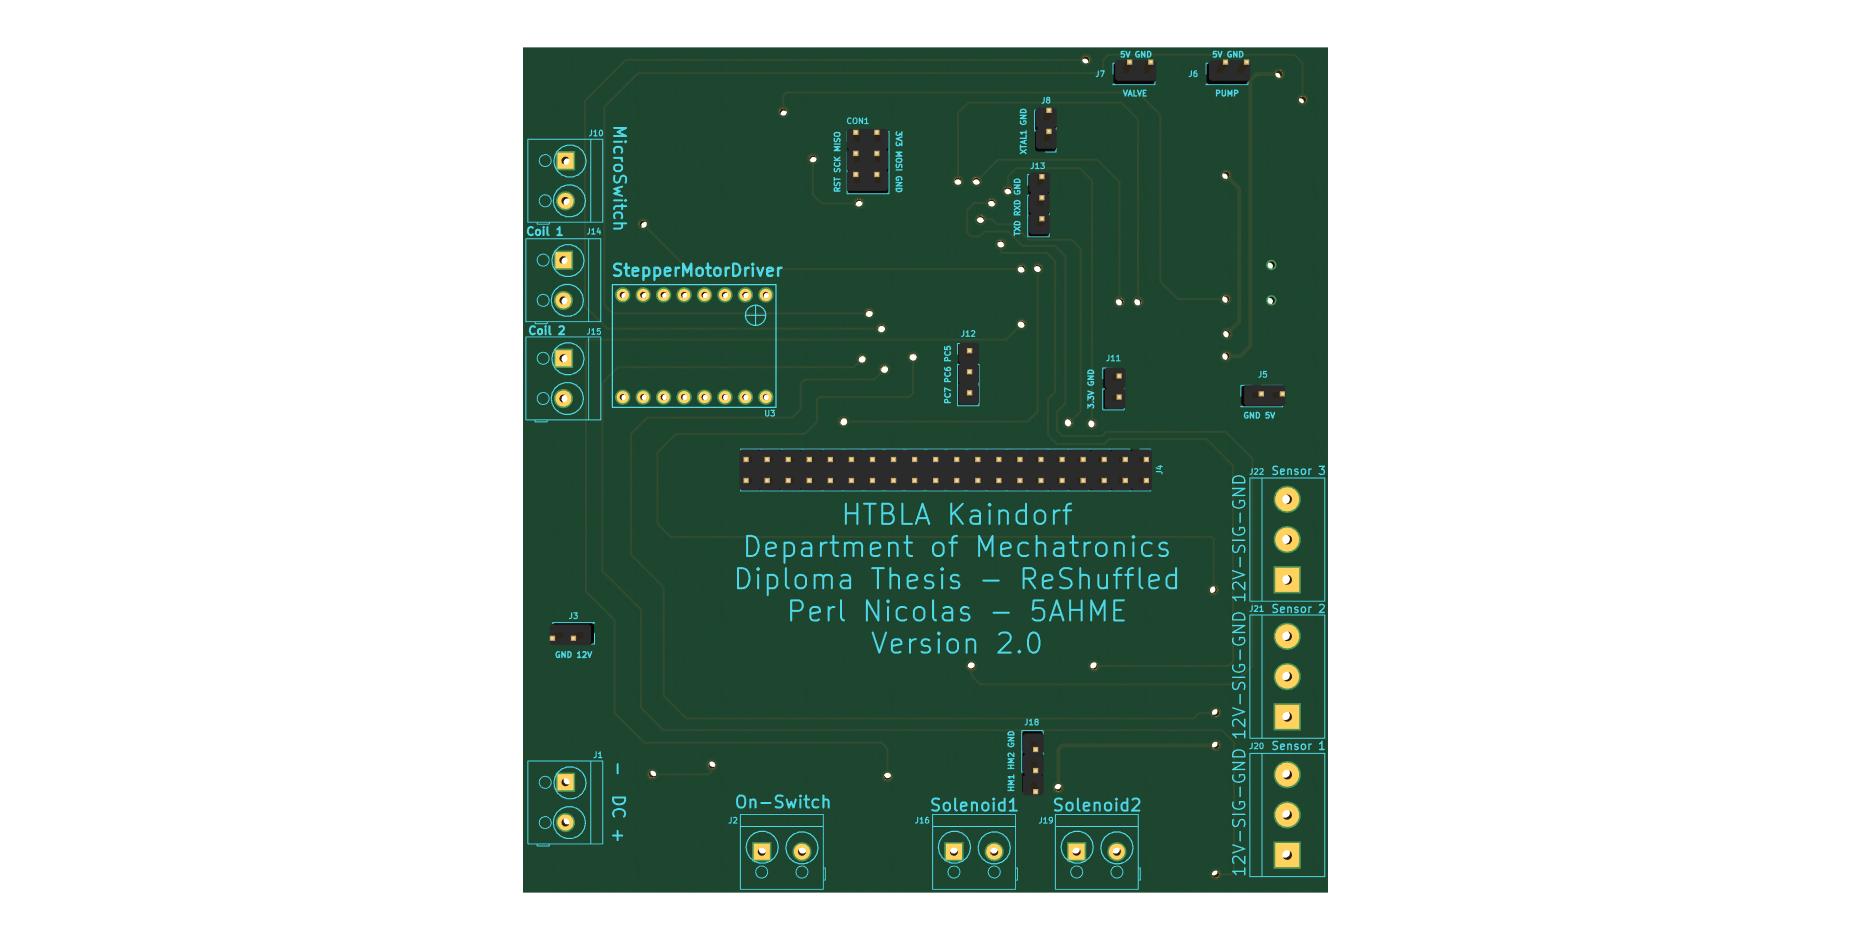 5V GND
5V GND
J7
J6
VALVE
PUMP
J8
XTAL1 GND
CON1
RST SCK MISO
3V3 MOSI GND
J10
MicroSwitch
J13
TXD RXD GND
Coil 1
J14
StepperMotorDriver
Coil 2
J15
J12
PC7 PC6 PC5
J11
3.3V GND
J5
GND 5V
U3
J4
J22
Sensor 3
12V-SIG-GND
HTBLA Kaindorf
Department of Mechatronics
Diploma Thesis - ReShuffled
Perl Nicolas - 5AHME
Version 2.0
J3
GND 12V
J21
Sensor 2
12V-SIG-GND
J18
HM1 HM2 GND
J20
Sensor 1
12V-SIG-GND
J1
- DC +
On-Switch
J2
Solenoid1
J16
Solenoid2
J19